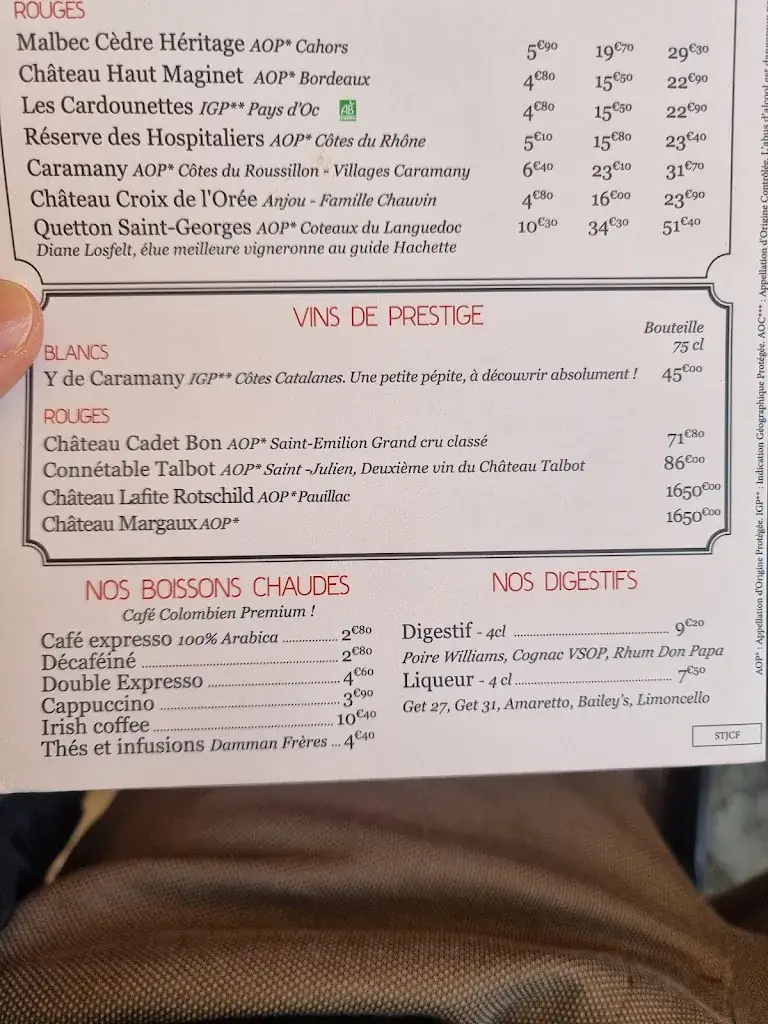 ROUGES
Malbec Cèdre Héritage AOP* Cahors 5€90 19€70 29€30
Château Haut Maginet AOP* Bordeaux 4€80 15€50 22€90
Les Cardounettes IGP** Pays d'Oc AB 4€80 15€50 22€90
Réserve des Hospitaliers AOP* Côtes du Rhône 5€10 15€80 23€40
Caramany AOP* Côtes du Roussillon - Villages Caramany 6€40 23€10 31€70
Château Croix de l'Orée Anjou - Famille Chauvin 4€80 16€00 23€90
Quetton Saint-Georges AOP* Coteaux du Languedoc 10€30 34€30 51€40
Diane Losfelt, élue meilleure vigneronne au guide Hachette
VINS DE PRESTIGE
Bouteille
75 cl
BLANCS
Y de Caramany IGP** Côtes Catalanes. Une petite pépite, à découvrir absolument ! 45€00
ROUGES
Château Cadet Bon AOP* Saint-Emilion Grand cru classé 71€80
Connétable Talbot AOP* Saint -Julien, Deuxième vin du Château Talbot 86€00
Château Lafite Rotschild AOP* Pauillac 1650€00
Château Margaux AOP* 1650€00
NOS BOISSONS CHAUDES
Café Colombien Premium !
Café expresso 100% Arabica ............. 2€80
Décaféiné ............. 2€80
Double Expresso ............. 4€60
Cappuccino ............. 3€90
Irish coffee ............. 10€40
Thés et infusions Damman Frères ... 4€40
NOS DIGESTIFS
Digestif - 4cl ............. 9€20
Poire Williams, Cognac VSOP, Rhum Don Papa
Liqueur - 4 cl ............. 7€50
Get 27, Get 31, Amaretto, Bailey's, Limoncello
STJCF
AOP* : Appellation d'Origine Protégée. IGP** : Indication Géographique Protégée. AOC*** : Appellation d'Origine Contrôlée. L'abus d'alcool est